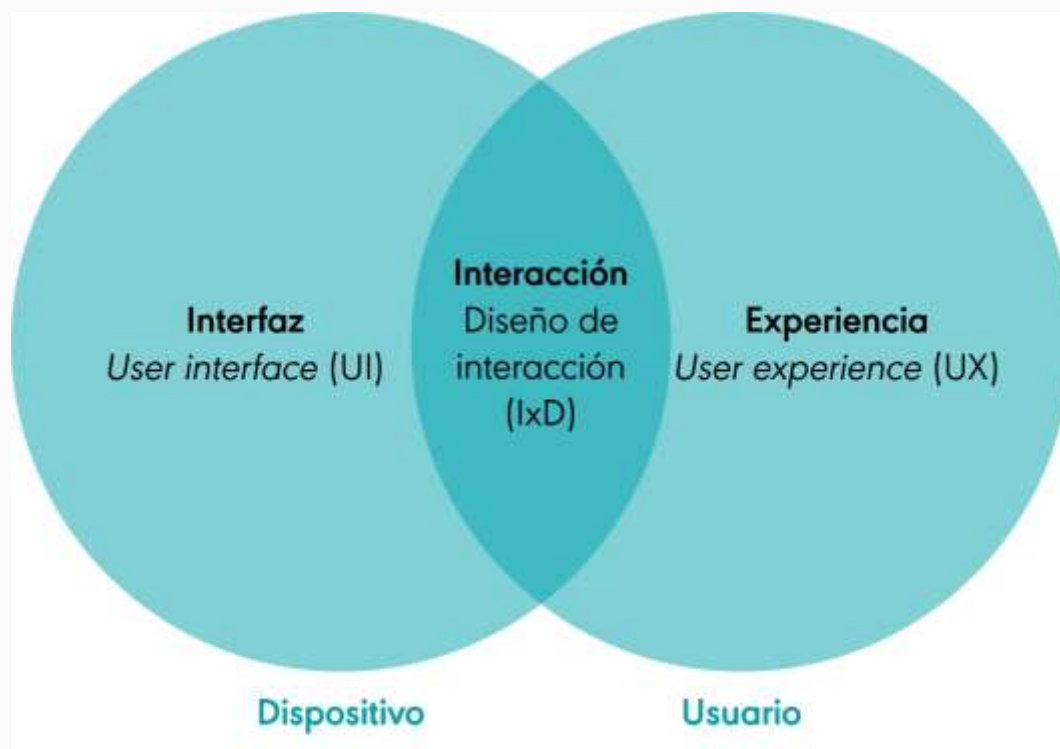 Interfaz
User interface (UI)
Interacción
Diseño de
interacción
(IxD)
Experiencia
User experience (UX)
Dispositivo
Usuario